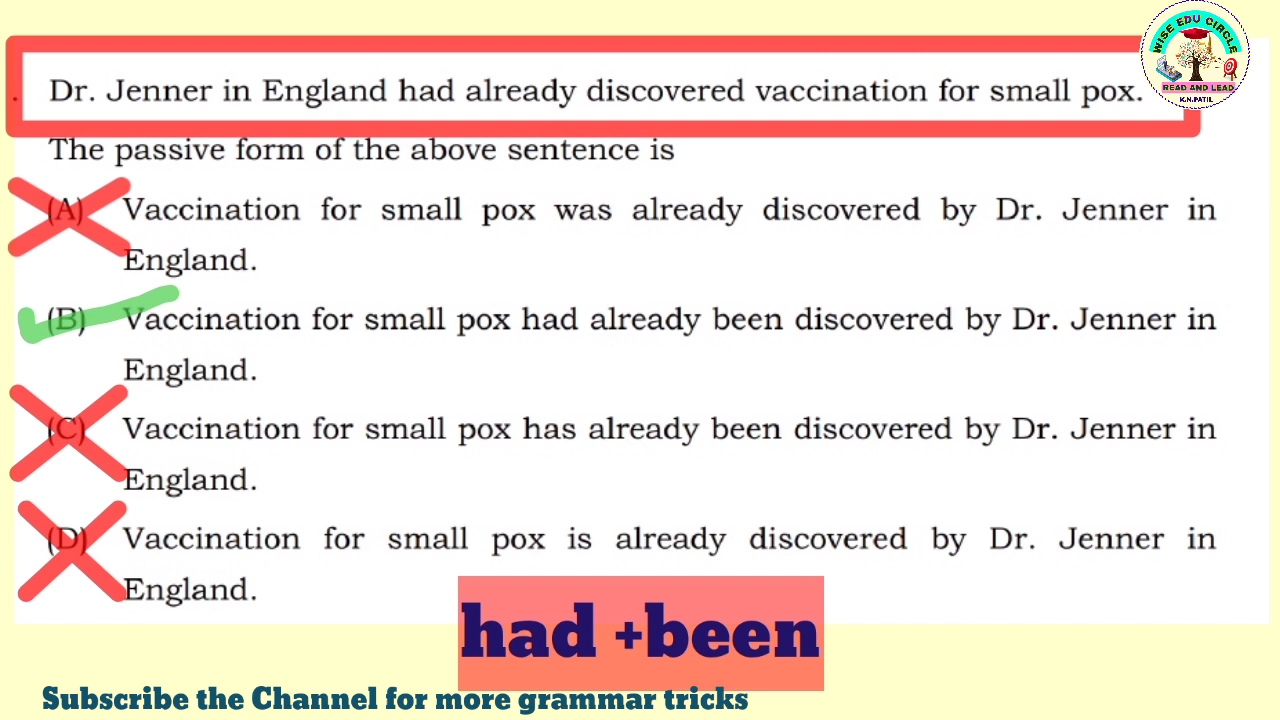 WISE EDU CIRCLE
READ AND LEAD
K.N.PATIL
. Dr. Jenner in England had already discovered vaccination for small pox.
The passive form of the above sentence is
(A) Vaccination for small pox was already discovered by Dr. Jenner in
England.
(B) Vaccination for small pox had already been discovered by Dr. Jenner in
England.
(C) Vaccination for small pox has already been discovered by Dr. Jenner in
England.
(D) Vaccination for small pox is already discovered by Dr. Jenner in
England.
had +been
Subscribe the Channel for more grammar tricks